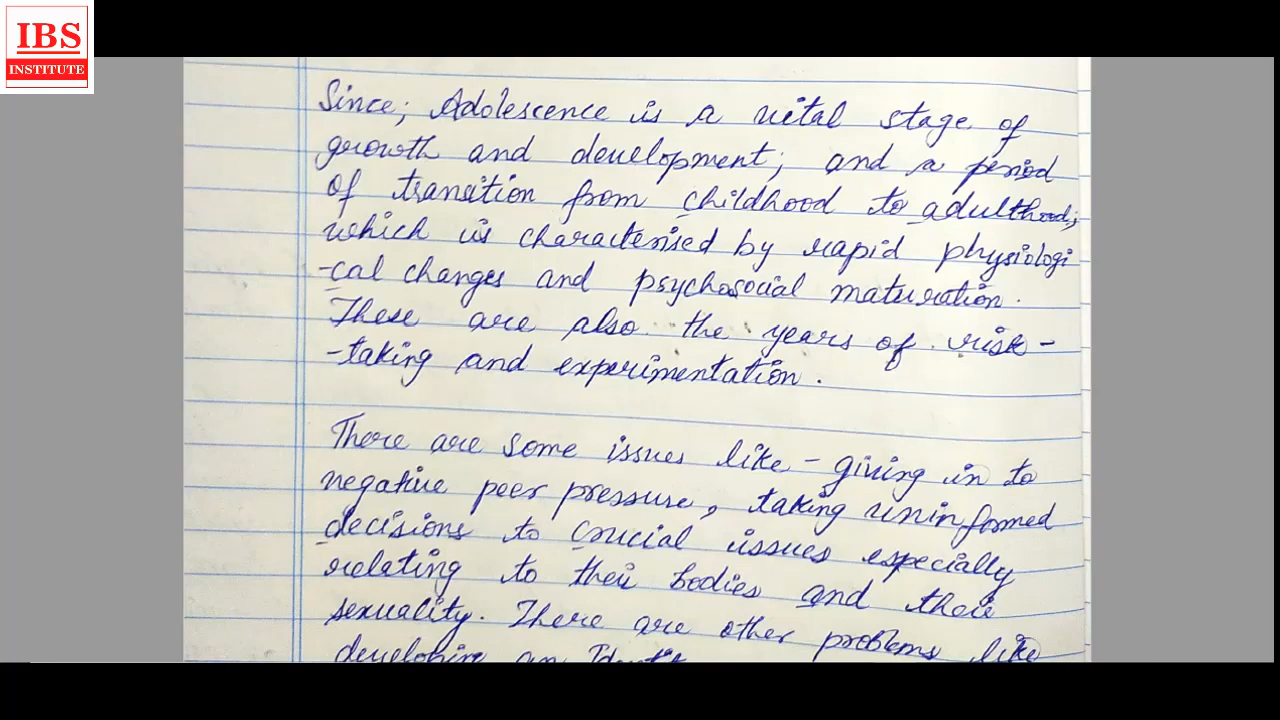 IBS
INSTITUTE
Since; Adolescence is a vital stage of
growth and development; and a period
of transition from childhood to adulthood;
which is characterised by rapid physiologi
-cal changes and psychosocial maturation.
These are also the years of risk-
-taking and experimentation.
There are some issues like - giving in to
negative peer pressure, taking uninformed
decisions to crucial issues especially
relating to their bodies and their
sexuality. There are other problems like
developing an